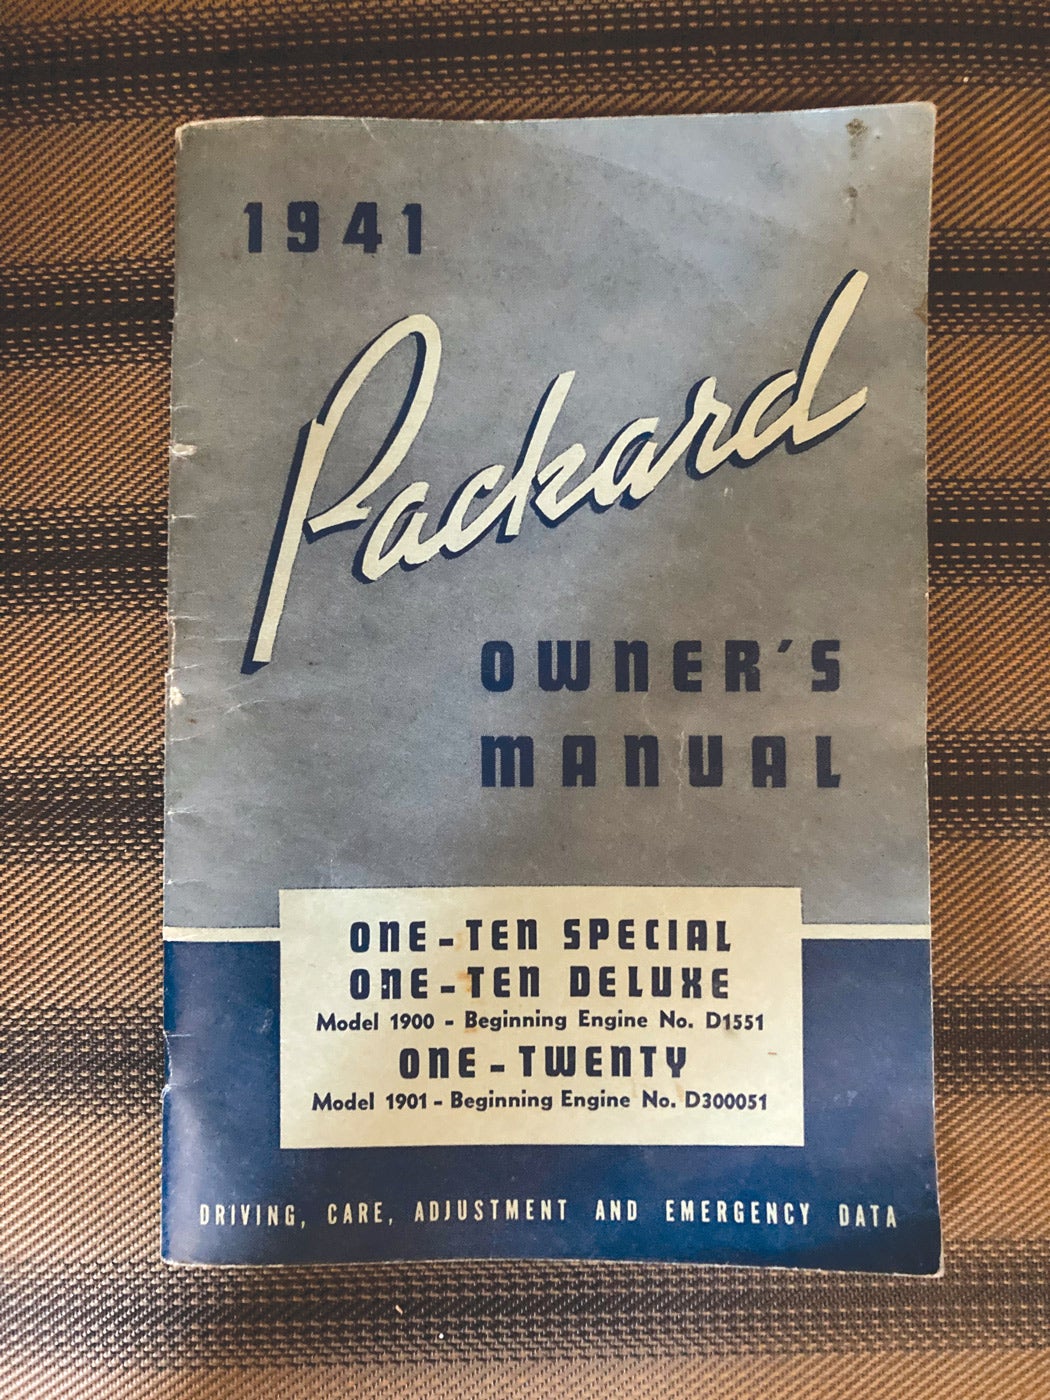 1941
Packard
OWNER'S
MANUAL
ONE-TEN SPECIAL
ONE-TEN DELUXE
Model 1900 - Beginning Engine No. D1551
ONE-TWENTY
Model 1901 - Beginning Engine No. D300051
DRIVING, CARE, ADJUSTMENT AND EMERGENCY DATA